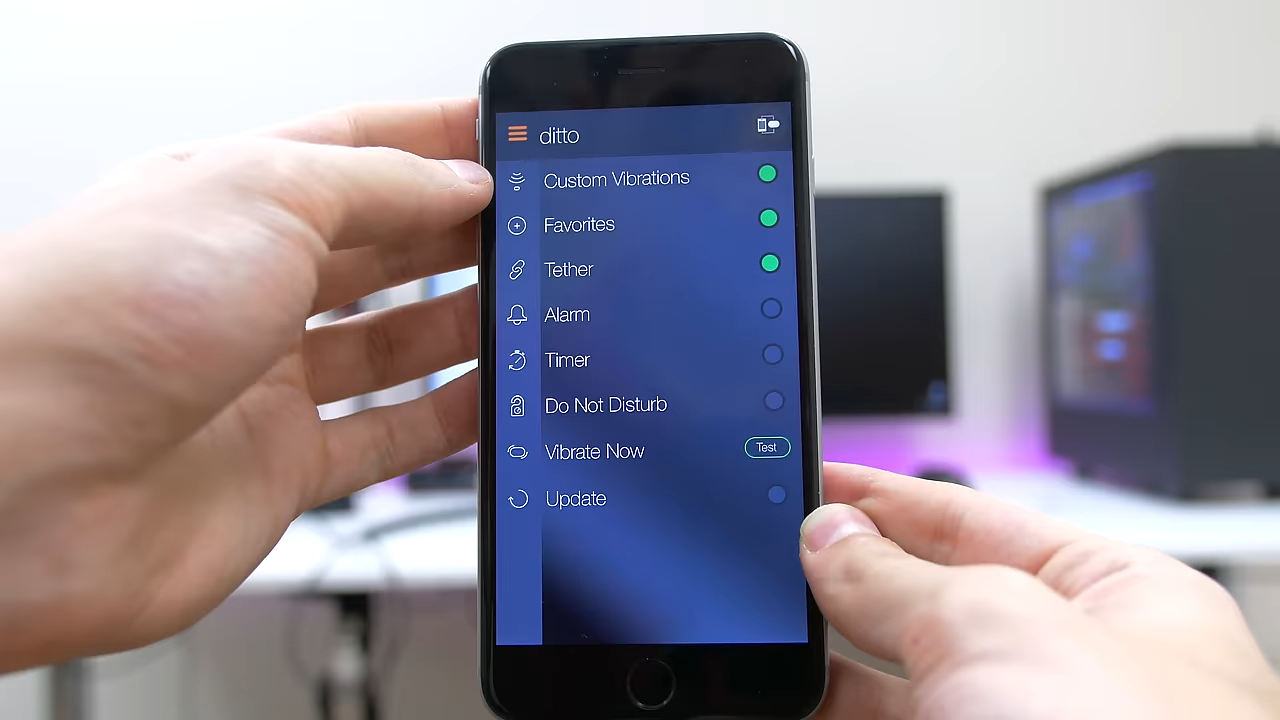 ditto
Custom Vibrations
Favorites
Tether
Alarm
Timer
Do Not Disturb
Vibrate Now Test
Update